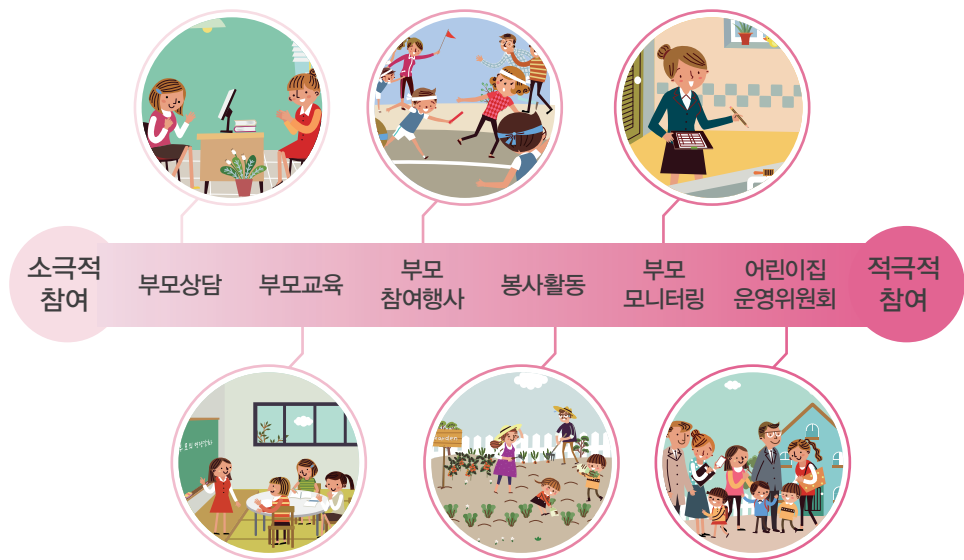 소극적
참여
부모상담
부모교육
부모
참여행사
봉사활동
부모
모니터링
어린이집
운영위원회
적극적
참여